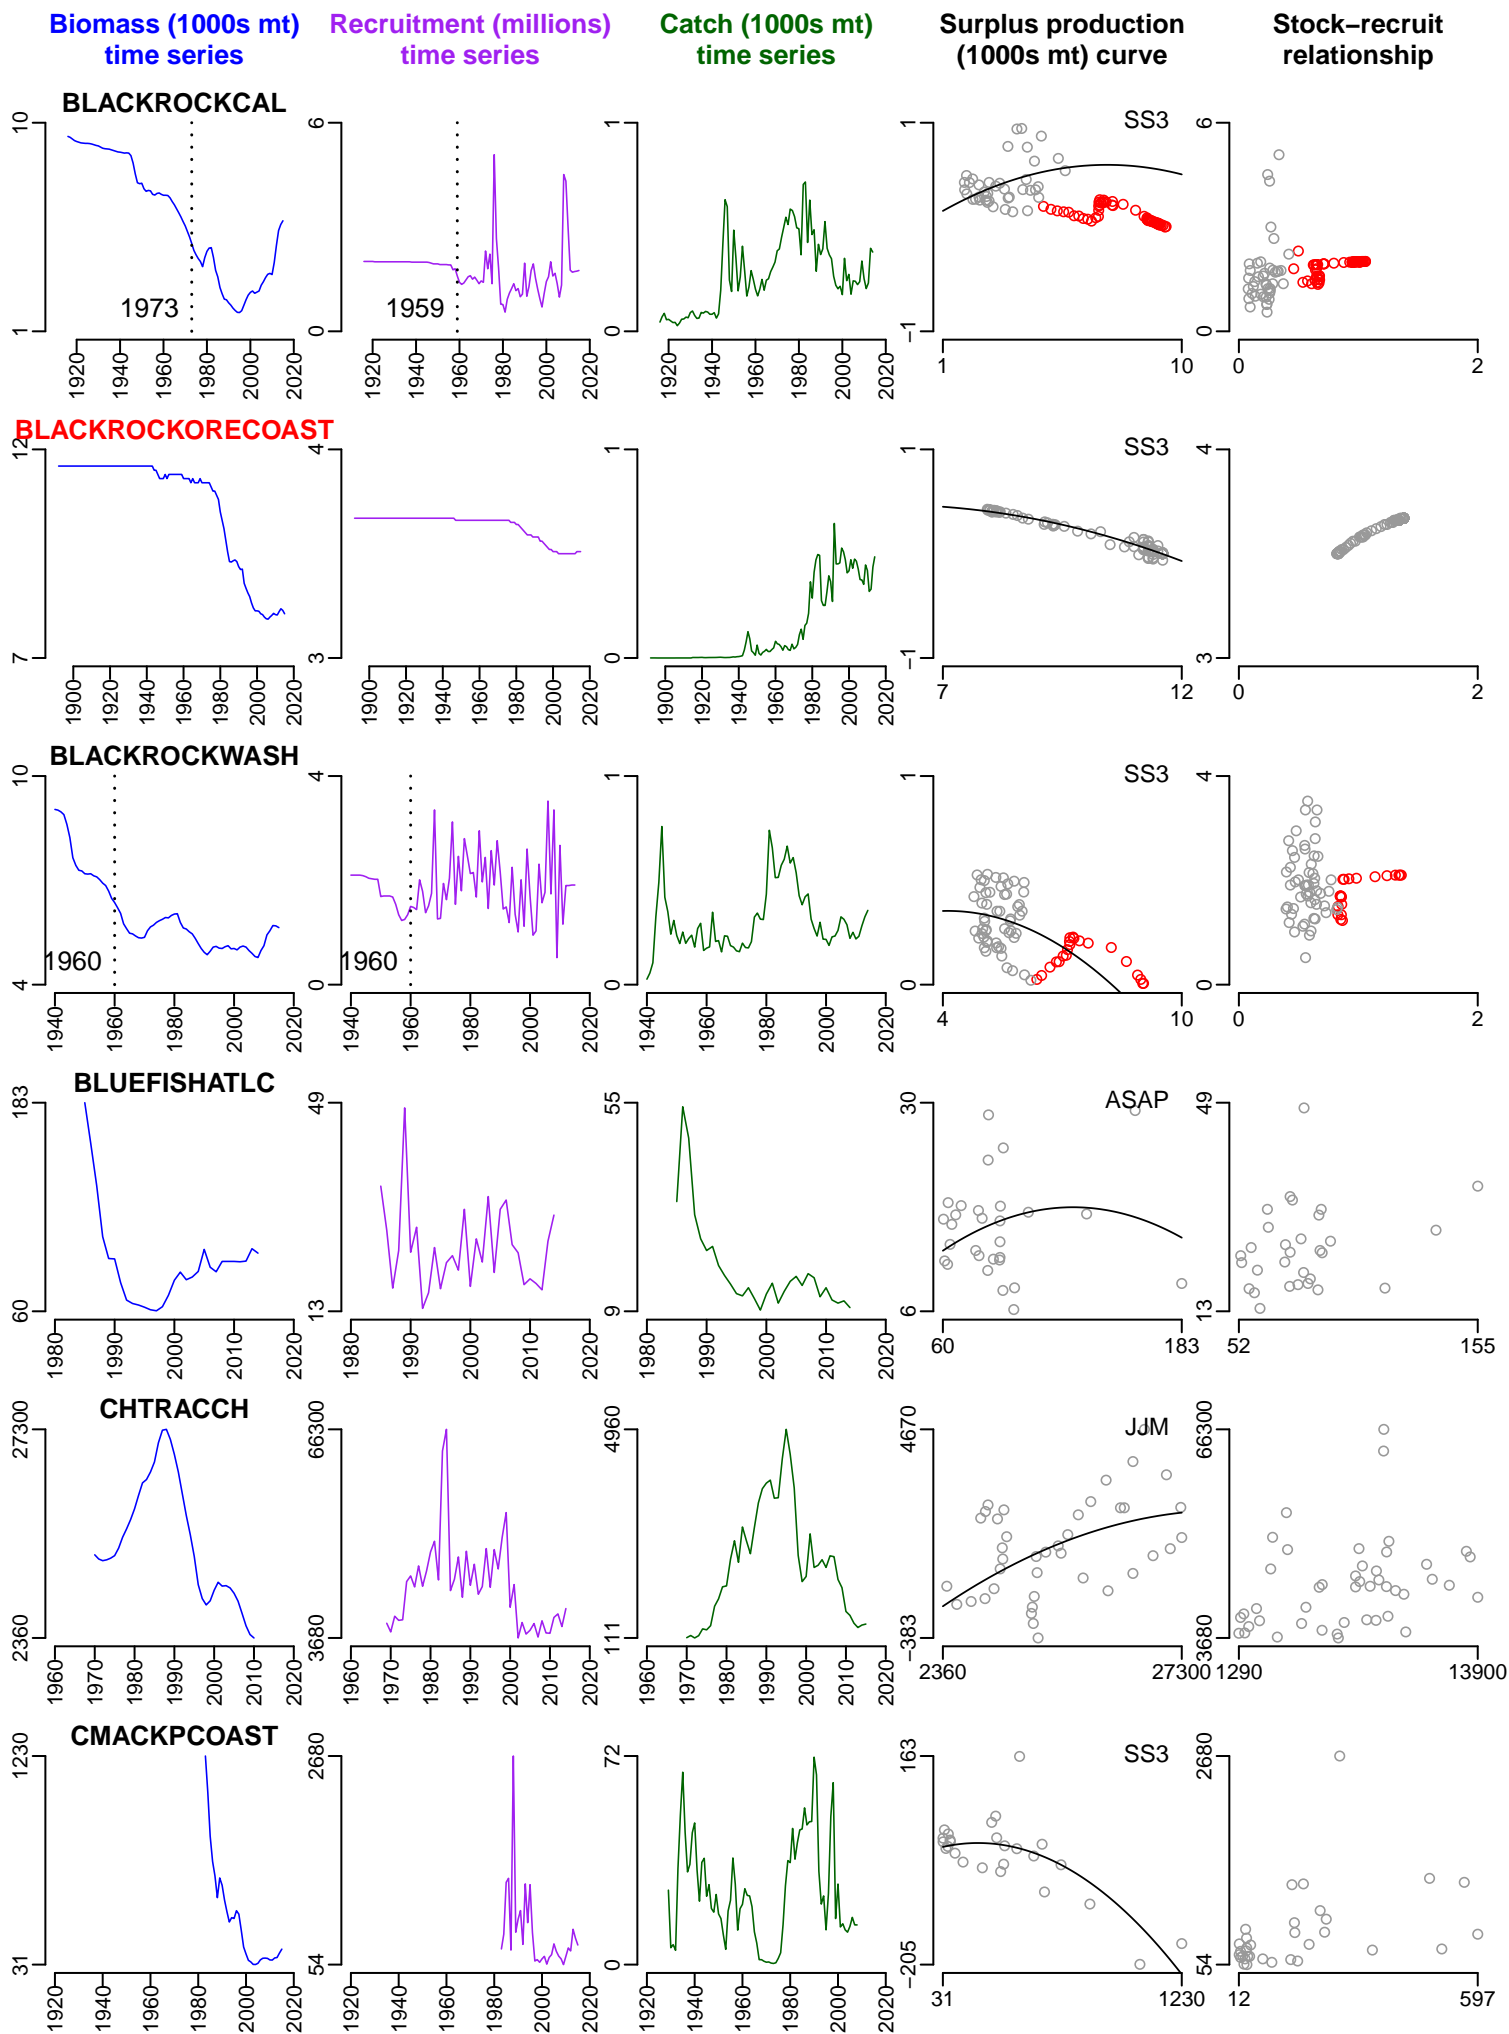 Biomass (1000s mt) Recruitment (millions) Catch (1000s mt) Surplus production Stock−recruit
time series time series time series (1000s mt) curve relationship
BLACKROCKCAL
10 6 1 1 SS3 6
1973 1959
1 0 0 −1 0
1920 1940 1960 1980 2000 2020 1920 1940 1960 1980 2000 2020 1920 1940 1960 1980 2000 2020 1 10 0 2
BLACKROCKORECOAST
12 4 1 1 SS3 4
7 3 0 −1 3
1900 1920 1940 1960 1980 2000 2020 1900 1920 1940 1960 1980 2000 2020 1900 1920 1940 1960 1980 2000 2020 7 12 0 2
BLACKROCKWASH
10 4 1 1 SS3 4
1960 1960
4 0 0 0 0
1940 1960 1980 2000 2020 1940 1960 1980 2000 2020 1940 1960 1980 2000 2020 4 10 0 2
BLUEFISHATLC
183 49 55 30 ASAP 49
60 13 9 6 13
1980 1990 2000 2010 2020 1980 1990 2000 2010 2020 1980 1990 2000 2010 2020 60 183 52 155
CHTRACCH
27300 66300 4960 4670 JJM 66300
2360 3680 111 −383 3680
1960 1970 1980 1990 2000 2010 2020 1960 1970 1980 1990 2000 2010 2020 1960 1970 1980 1990 2000 2010 2020 2360 27300 1290 13900
CMACKPCOAST
1230 2680 72 163 SS3 2680
31 54 0 −205 54
1920 1940 1960 1980 2000 2020 1920 1940 1960 1980 2000 2020 1920 1940 1960 1980 2000 2020 31 1230 12 597